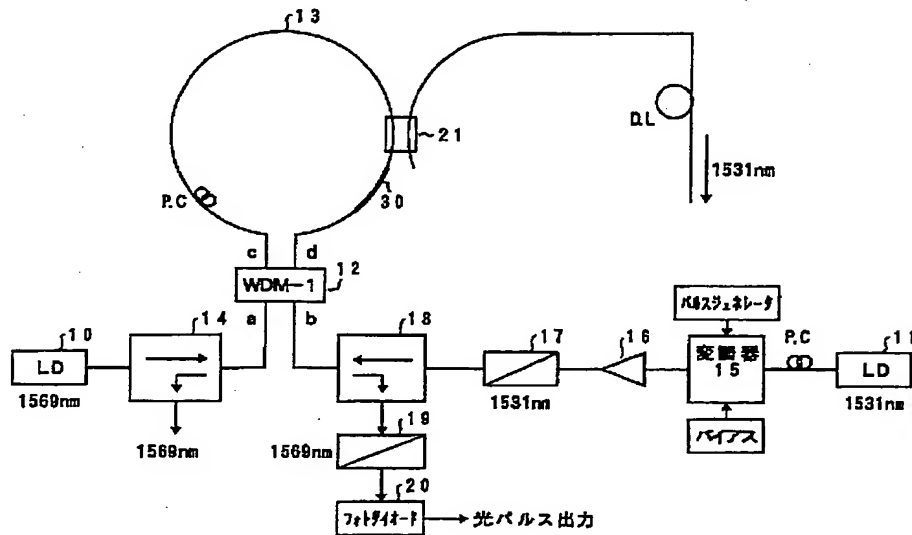 13
21
D.L
1531nm
P.C
30
c
d
WDM-1
12
a
b
10
LD
1569nm
14
1569nm
18
1569nm
19
20
フォトダイオード
光パルス出力
17
1531nm
16
パルスジェネレータ
変調器
15
バイアス
P.C
11
LD
1531nm